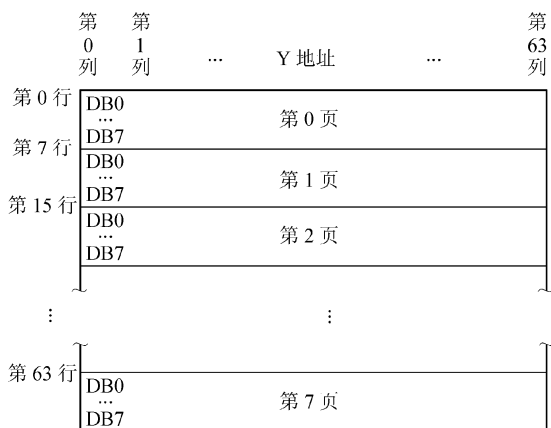 第0列 第1列 ... Y 地址 ... 第63列
第 0 行
DB0
...
DB7
第 0 页
第 7 行
DB0
...
DB7
第 1 页
第 15 行
DB0
...
DB7
第 2 页
⋮ ⋮
第 63 行
DB0
...
DB7
第 7 页